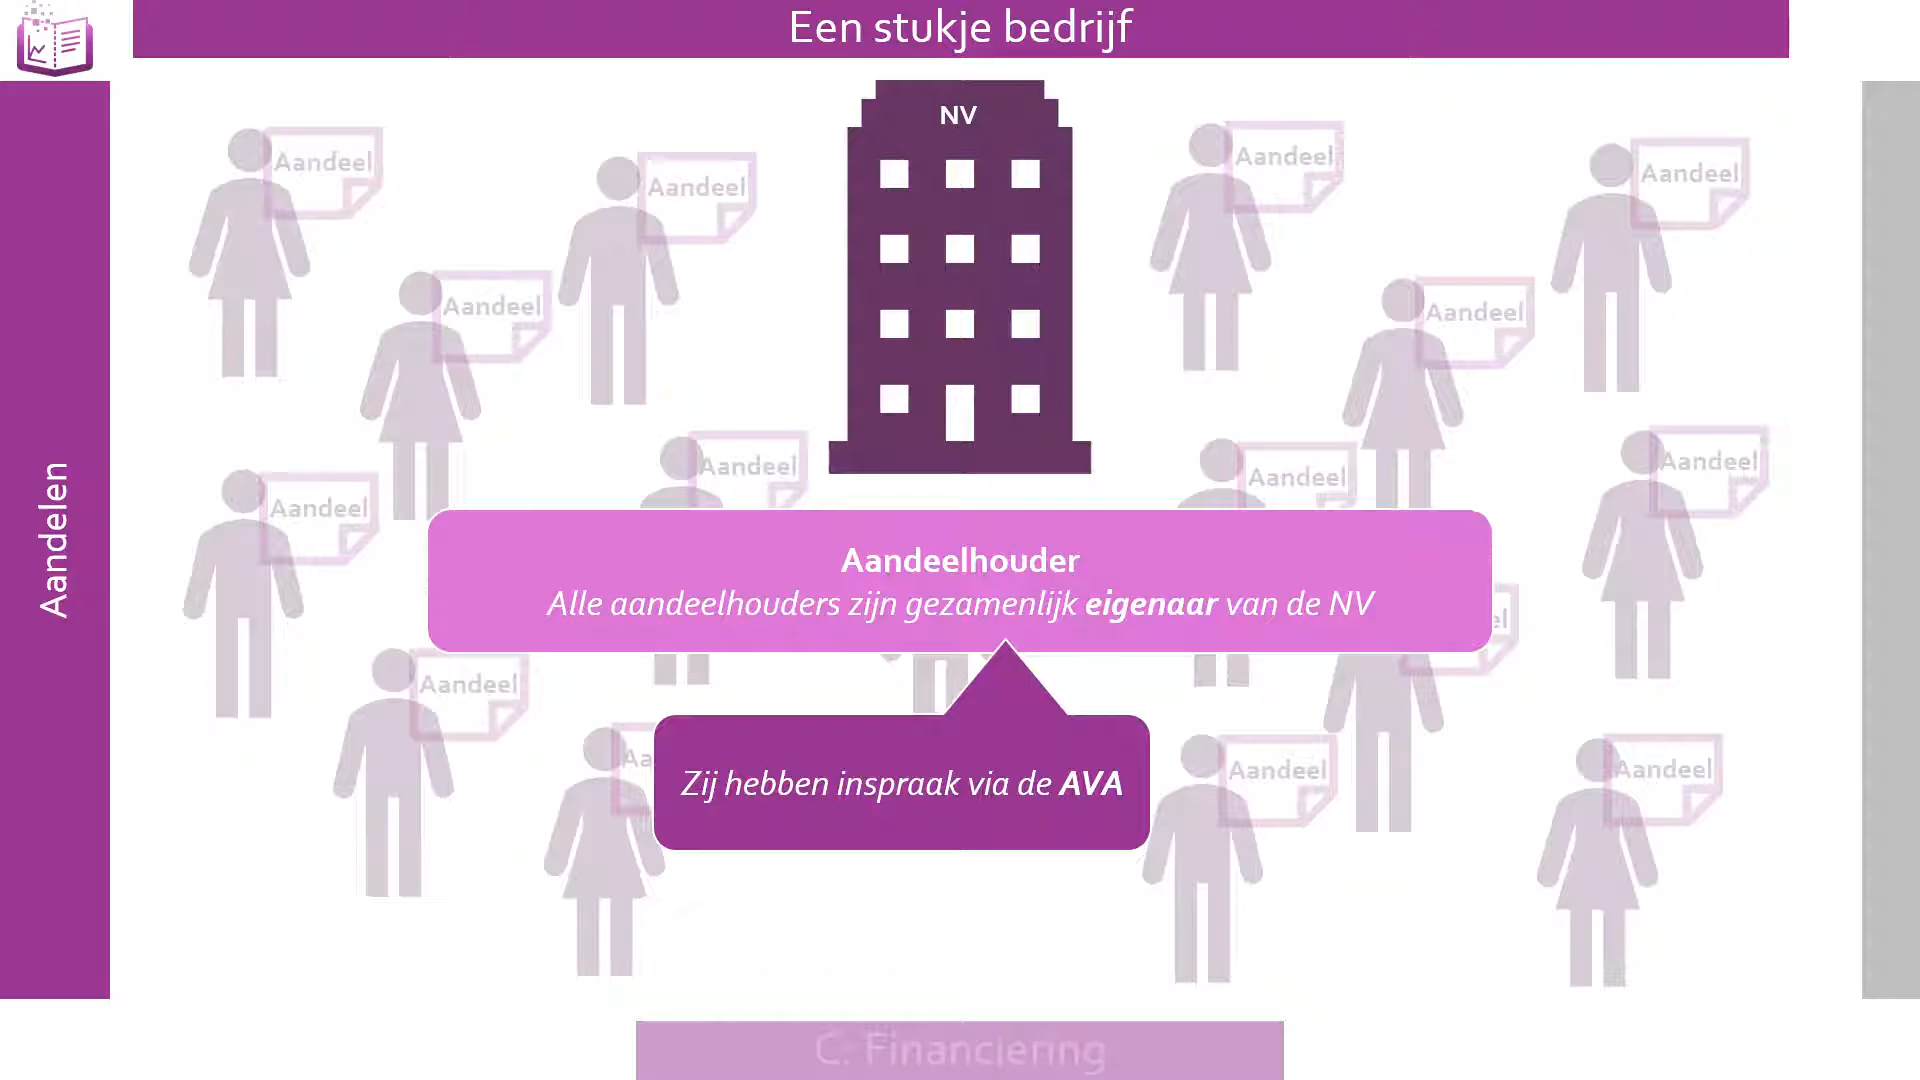 Een stukje bedrijf
NV
Aandeel
Aandeel
Aandeel
Aandeel
Aandeel
Aandeel
Aandeel
Aandeel
Aandeel
Aandeel
Aandelen
Aandeelhouder
Alle aandeelhouders zijn gezamenlijk eigenaar van de NV
Aandeel
Zij hebben inspraak via de AVA
Aandeel
Aandeel
C. Financiering